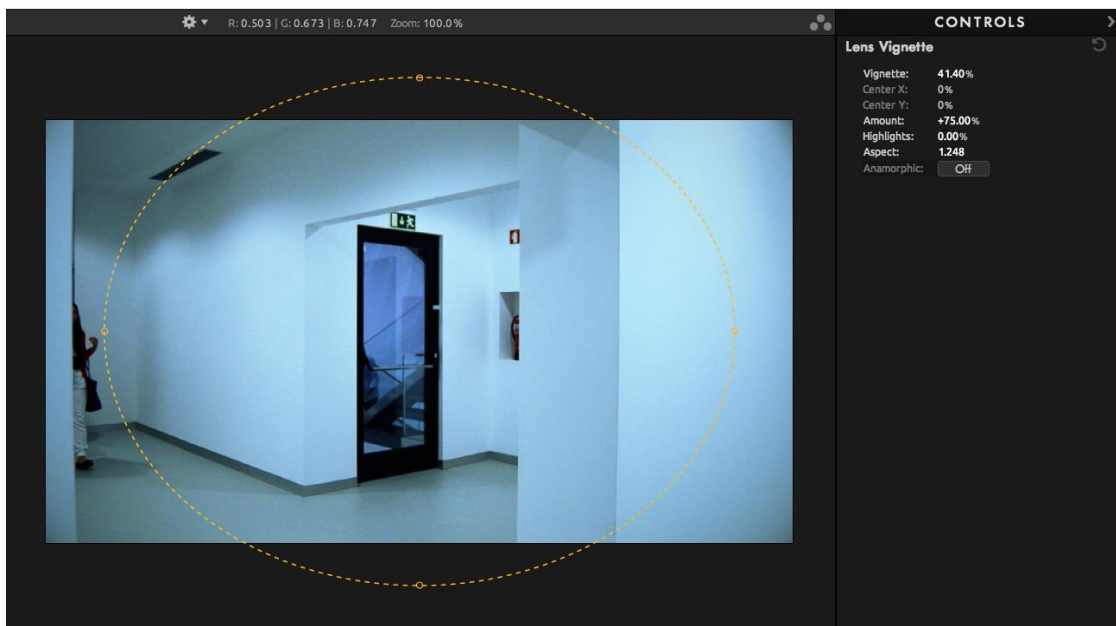 R: 0.503 | G: 0.673 | B: 0.747 Zoom: 100.0%
CONTROLS
Lens Vignette
Vignette: 41.40%
Center X: 0%
Center Y: 0%
Amount: +75.00%
Highlights: 0.00%
Aspect: 1.248
Anamorphic: Off